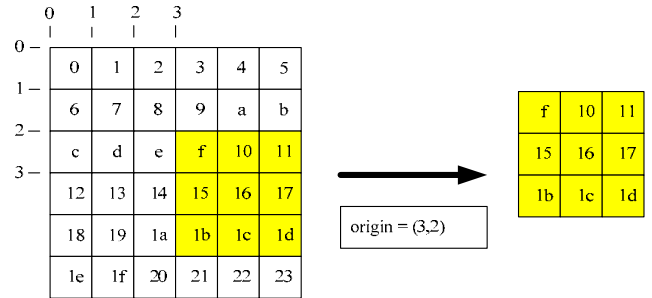 0 1 2 3
0
1
2
3
0 1 2 3 4 5
6 7 8 9 a b
c d e f 10 11
12 13 14 15 16 17
18 19 1a 1b 1c 1d
1e 1f 20 21 22 23
origin = (3,2)
f 10 11
15 16 17
1b 1c 1d